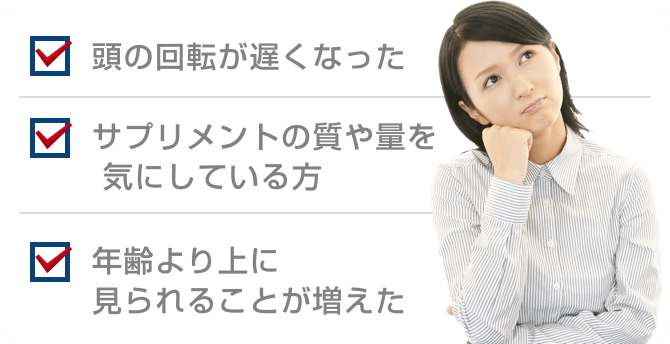 頭の回転が遅くなった
サプリメントの質や量を
気にしている方
年齢より上に
見られることが増えた